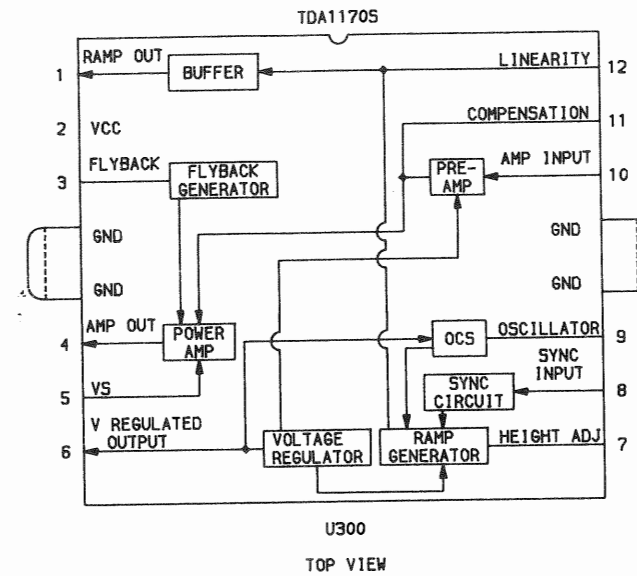 TDA1170S
RAMP OUT
1
BUFFER
LINEARITY
12
2
VCC
COMPENSATION
11
FLYBACK
3
FLYBACK
GENERATOR
PRE-
AMP
AMP INPUT
10
GND
GND
GND
GND
AMP OUT
4
POWER
AMP
OCS
OSCILLATOR
9
5
VS
SYNC
CIRCUIT
SYNC
INPUT
8
V REGULATED
OUTPUT
6
VOLTAGE
REGULATOR
RAMP
GENERATOR
HEIGHT ADJ
7
U300
TOP VIEW